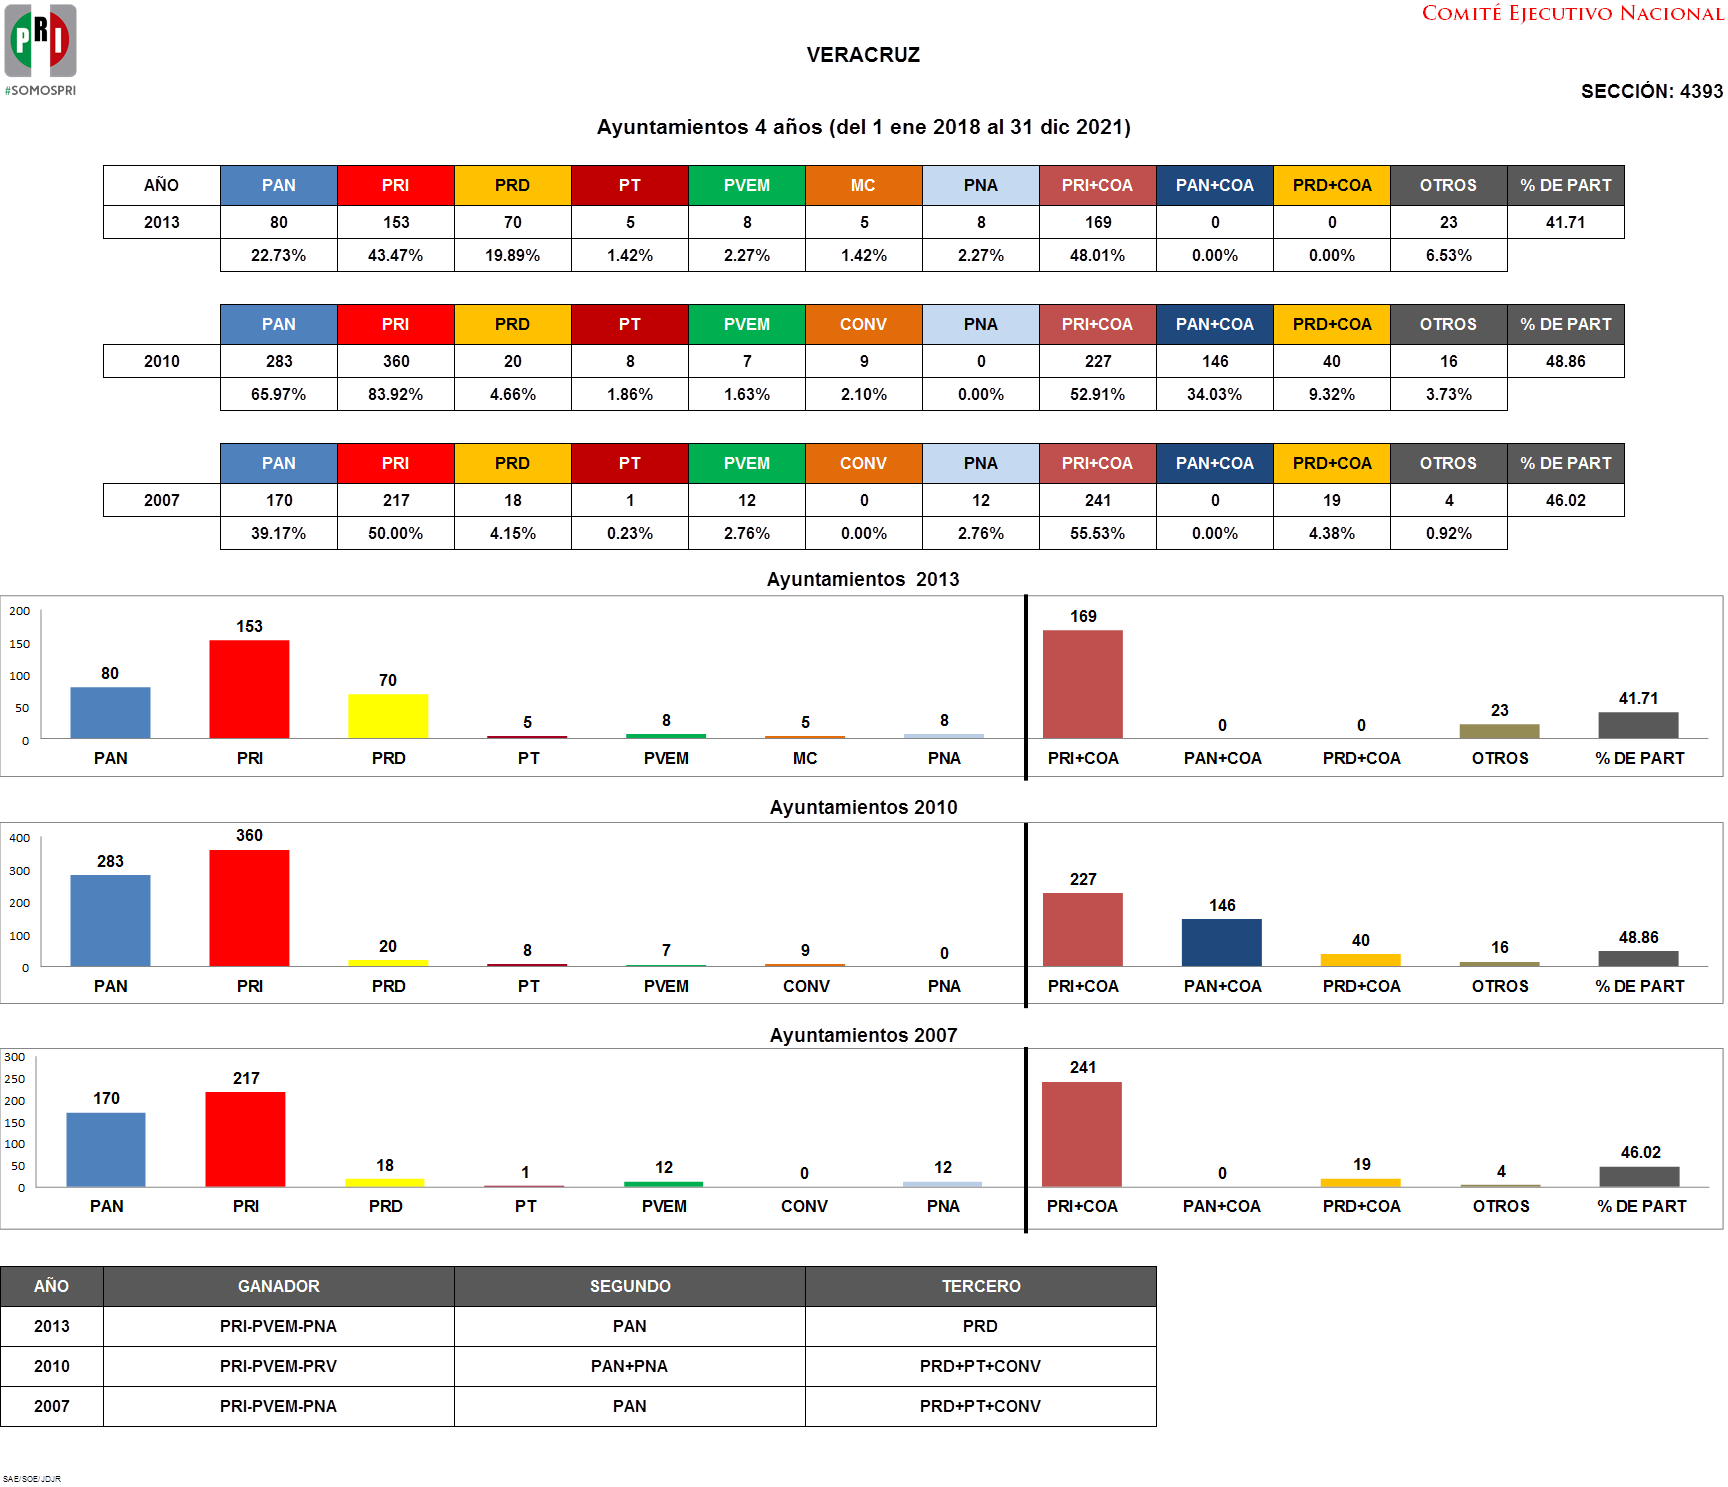 PRI
#SOMOSPRI
COMITÉ EJECUTIVO NACIONAL
VERACRUZ
SECCIÓN: 4393
Ayuntamientos 4 años (del 1 ene 2018 al 31 dic 2021)
AÑO PAN PRI PRD PT PVEM MC PNA PRI+COA PAN+COA PRD+COA OTROS % DE PART
2013 80 153 70 5 8 5 8 169 0 0 23 41.71
22.73% 43.47% 19.89% 1.42% 2.27% 1.42% 2.27% 48.01% 0.00% 0.00% 6.53%
PAN PRI PRD PT PVEM CONV PNA PRI+COA PAN+COA PRD+COA OTROS % DE PART
2010 283 360 20 8 7 9 0 227 146 40 16 48.86
65.97% 83.92% 4.66% 1.86% 1.63% 2.10% 0.00% 52.91% 34.03% 9.32% 3.73%
PAN PRI PRD PT PVEM CONV PNA PRI+COA PAN+COA PRD+COA OTROS % DE PART
2007 170 217 18 1 12 0 12 241 0 19 4 46.02
39.17% 50.00% 4.15% 0.23% 2.76% 0.00% 2.76% 55.53% 0.00% 4.38% 0.92%
Ayuntamientos 2013
200
150
100
50
0
80 153 70 5 8 5 8 169 0 0 23 41.71
PAN PRI PRD PT PVEM MC PNA PRI+COA PAN+COA PRD+COA OTROS % DE PART
Ayuntamientos 2010
400
300
200
100
0
283 360 20 8 7 9 0 227 146 40 16 48.86
PAN PRI PRD PT PVEM CONV PNA PRI+COA PAN+COA PRD+COA OTROS % DE PART
Ayuntamientos 2007
300
250
200
150
100
50
0
170 217 18 1 12 0 12 241 0 19 4 46.02
PAN PRI PRD PT PVEM CONV PNA PRI+COA PAN+COA PRD+COA OTROS % DE PART
AÑO GANADOR SEGUNDO TERCERO
2013 PRI-PVEM-PNA PAN PRD
2010 PRI-PVEM-PRV PAN+PNA PRD+PT+CONV
2007 PRI-PVEM-PNA PAN PRD+PT+CONV
SAE/SOE/JDJR